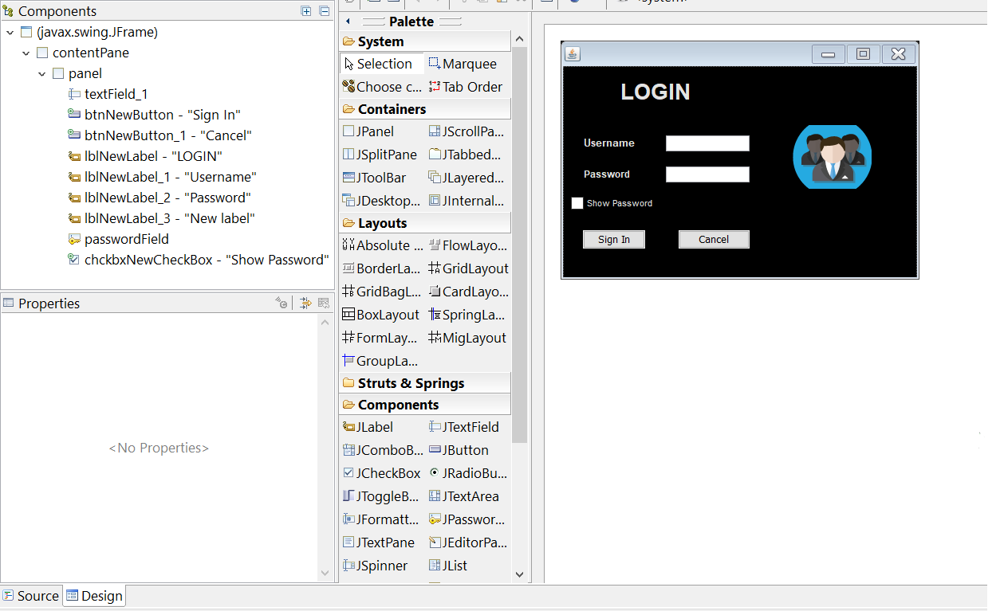 Components
(javax.swing.JFrame)
contentPane
panel
textField_1
btnNewButton - "Sign In"
btnNewButton_1 - "Cancel"
lblNewLabel - "LOGIN"
lblNewLabel_1 - "Username"
lblNewLabel_2 - "Password"
lblNewLabel_3 - "New label"
passwordField
chckbxNewCheckBox - "Show Password"
Properties
<No Properties>
Source Design
Palette
System
Selection Marquee
Choose c... Tab Order
Containers
JPanel JScrollPa...
JSplitPane JTabbed...
JToolBar JLayered...
JDesktop... JInternal...
Layouts
Absolute ... FlowLayo...
BorderLa... GridLayout
GridBagL... CardLayo...
BoxLayout SpringLa...
FormLay... MigLayout
GroupLa...
Struts & Springs
Components
JLabel JTextField
JComboB... JButton
JCheckBox JRadioBu...
JToggleB... JTextArea
JFormatt... JPasswor...
JTextPane JEditorPa...
JSpinner JList
LOGIN
Username
Password
Show Password
Sign In Cancel